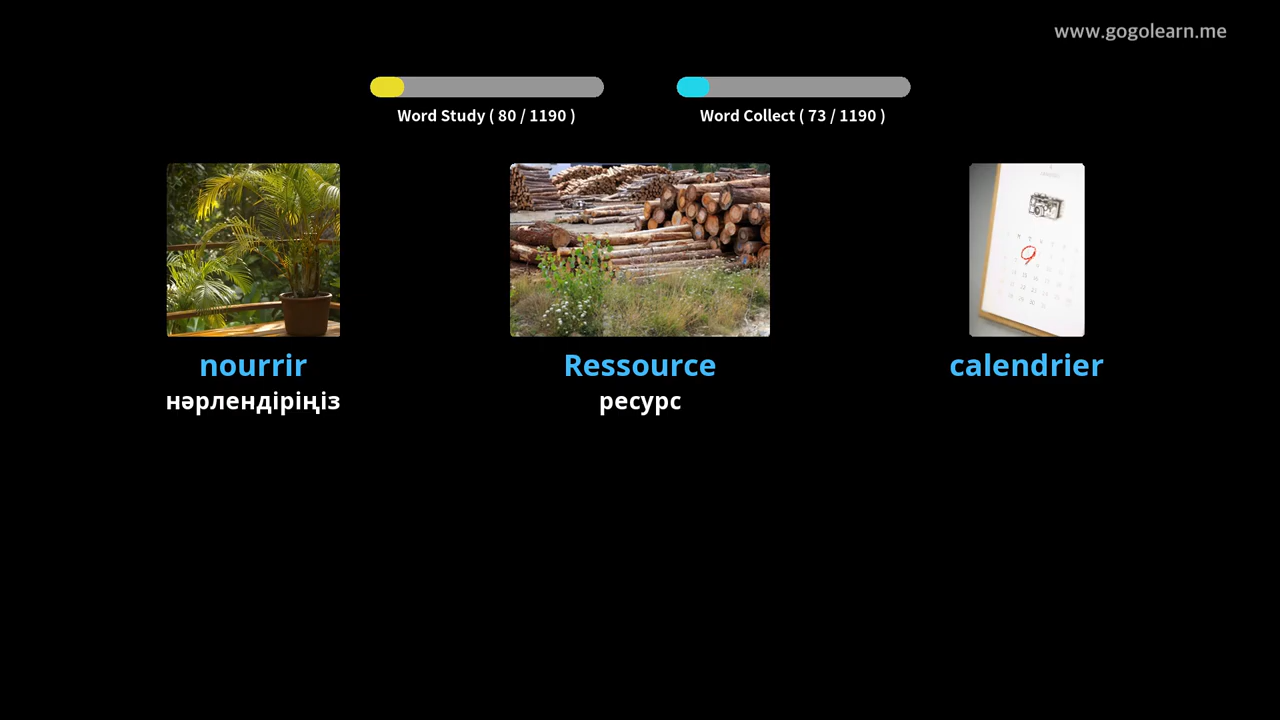 www.gogolearn.me
Word Study ( 80 / 1190 )
Word Collect ( 73 / 1190 )
nourrir
Ressource
calendrier
нәрлендіріңіз
ресурс